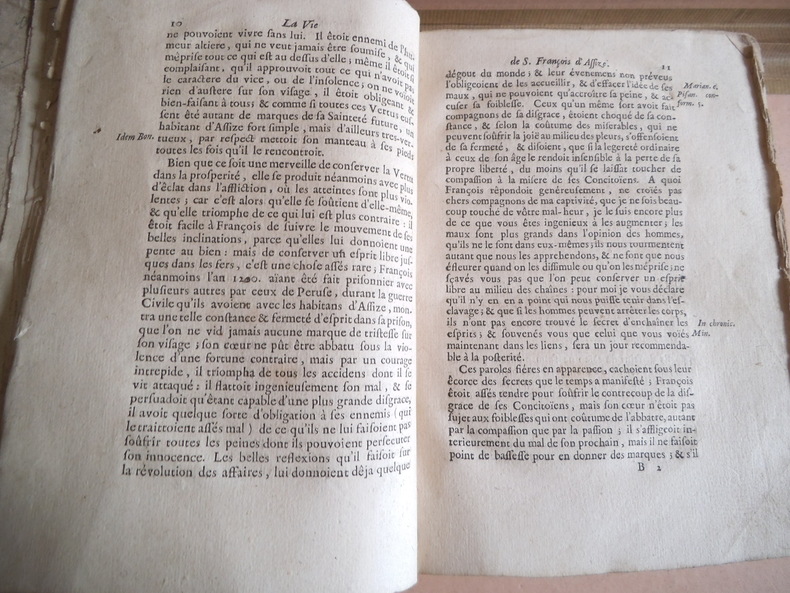 10 La Vie
ne pouvoient vivre sans lui. Il étoit ennemi de l'hu-
meur altiere, qui ne veut jamais être soumise, & qui
méprise tout ce qui est au dessus d'elle; même il étoit si
complaisant, qu'il approuvoit tout ce qui n'avoit pas
le caractere du vice, ou de l'insolence; on ne voïoit
rien d'austere sur son visage, il étoit obligeant &
bien-faisant à tous; & comme si toutes ces Vertus eus-
sent été autant de marques de sa Sainteté future, un
habitant d'Assize fort simple, mais d'ailleurs tres-ver-
Idem Bon. tueux, par respect mettoit son manteau à ses pieds
toutes les fois qu'il le rencontroit.
Bien que ce soit une merveille de conserver la Vertu
dans la prosperité, elle se produit néanmoins avec plus
d'éclat dans l'affliction, où les atteintes sont plus vio-
lentes; car c'est alors qu'elle se soûtient d'elle-même,
& qu'elle triomphe de ce qui lui est plus contraire; il
étoit facile à François de suivre le mouvement de ses
belles inclinations, parce qu'elles lui donnoient une
pente au bien: mais de conserver un esprit libre jus-
ques dans les fers, c'est une chose assés rare; François
néanmoins l'an 1200. aïant été fait prisonnier avec
plusieurs autres par ceux de Peruse, durant la guerre
Civile qu'ils avoient avec les habitans d'Assize, mon-
tra une telle constance & fermeté d'esprit dans sa prison,
que l'on ne vid jamais aucune marque de tristesse sur
son visage; son cœur ne pût être abbattu sous la vio-
lence d'une fortune contraire, mais par un courage
intrepide, il triompha de tous les accidens dont il se
vit attaqué: il flattoit ingenieusement son mal, & se
persuadoit qu'étant capable d'une plus grande disgrace,
il avoit quelque sorte d'obligation à ses ennemis (qui
le traittoient assés mal) de ce qu'ils ne lui faisoient pas
souffrir toutes les peines dont ils pouvoient persecuter
son innocence. Les belles reflexions qu'il faisoit sur
la révolution des affaires, lui donnoient déja quelque
de S. François d'Assize. 11
dégout du monde; & leur évenemens non préveus
l'obligeoient de les accueillir, & d'effacer l'idée de ses
maux, qui ne pouvoient qu'accroître sa peine, & ac-
cuser sa foiblesse. Ceux qu'un même sort avoit fait
compagnons de sa disgrace, étoient choqué de sa con-
stance, & selon la coûtume des miserables, qui ne
peuvent souffrir la joïe au milieu des pleurs, s'offensoient
de sa fermeté, & disoient, que si la legereté ordinaire
à ceux de son âge le rendoit insensible à la perte de sa
propre liberté, du moins qu'il se laissât toucher de
compassion à la misere de ses Concitoïens. A quoi
François répondoit genéreusement, ne croïés pas
chers compagnons de ma captivité, que je ne sois beau-
coup touché de vôtre mal-heur, je le suis encore plus
de ce que vous êtes ingenieux à les augmenter; les
maux sont plus grands dans l'opinion des hommes,
qu'ils ne le sont dans eux-mêmes; ils nous tourmentent
autant que nous les apprehendons, & ne font que nous
éfleurer quand on les dissimule ou qu'on les méprise; ne
sçavés vous pas que l'on peut conserver un esprit
libre au milieu des chaînes: pour moi je vous déclare
qu'il n'y en en a point qui nous puisse tenir dans l'es-
clavage; & que si les hommes peuvent arrêter les corps,
ils n'ont pas encore trouvé le secret d'enchainer les
esprits; & souvenés vous que celui que vous voiés
maintenant dans les liens, sera un jour recommenda-
ble à la posterité.
Ces paroles fiéres en apparence, cachoient sous leur
écorce des secrets que le temps a manifesté; François
étoit assés tendre pour souffrit le contrecoup de la dis-
grace de ses Concitoïens, mais son cœur n'étoit pas
sujet aux foiblesses qui ont coûtume de l'abbatre, autant
par la compassion que par la passion; il s'affligeoit in-
terieurement du mal de son prochain, mais il ne faisoit
point de bassesse pour en donner des marques; & s'il
B 2
Marian. c.
Pisan. con-
form. 5.
In chronic.
Min.